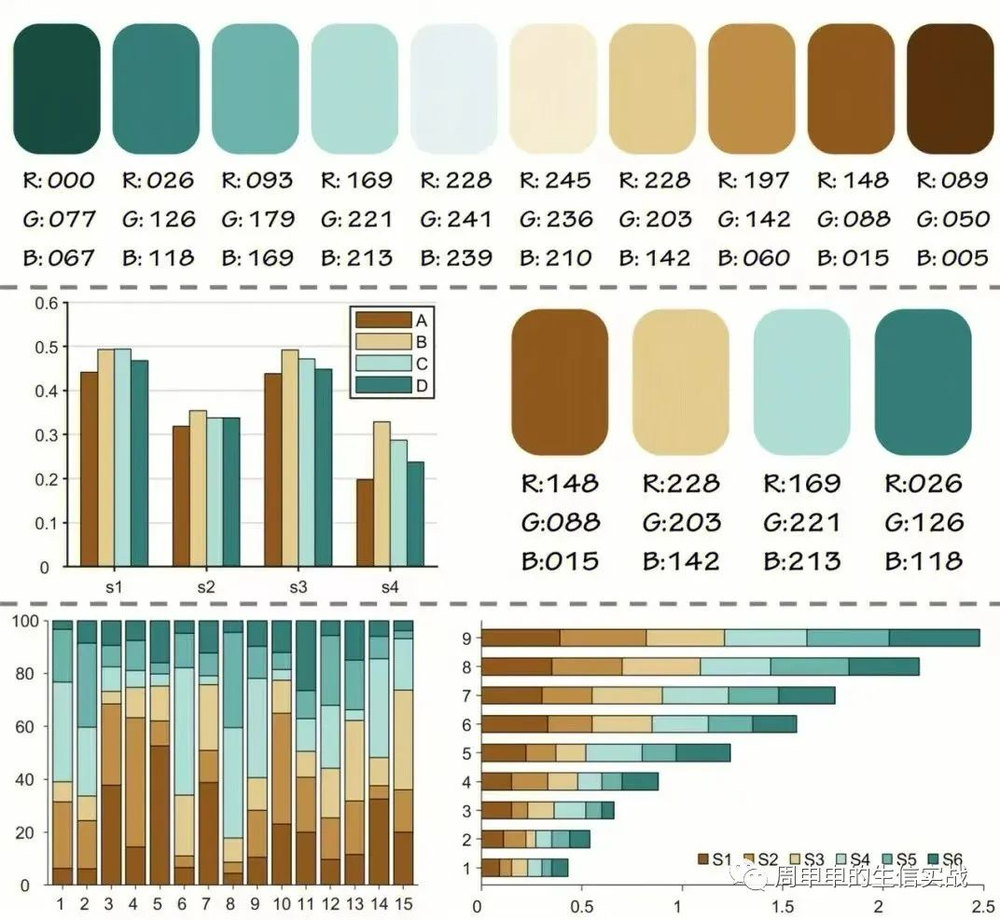 R: 000 R: 026 R: 093 R: 169 R: 228 R: 245 R: 228 R: 197 R: 148 R: 089
G: 077 G: 126 G: 179 G: 221 G: 241 G: 236 G: 203 G: 142 G: 088 G: 050
B: 067 B: 118 B: 169 B: 213 B: 239 B: 210 B: 142 B: 060 B: 015 B: 005
0.6
0.5
0.4
0.3
0.2
0.1
0
A
B
C
D
s1 s2 s3 s4
R:148 R:228 R:169 R:026
G:088 G:203 G:221 G:126
B:015 B:142 B:213 B:118
100
80
60
40
20
0
1 2 3 4 5 6 7 8 9 10 11 12 13 14 15
9
8
7
6
5
4
3
2
1
S1 S2 S3 S4 S5 S6
0 0.5 1 1.5 2 2.5
周甲甲的生信实战